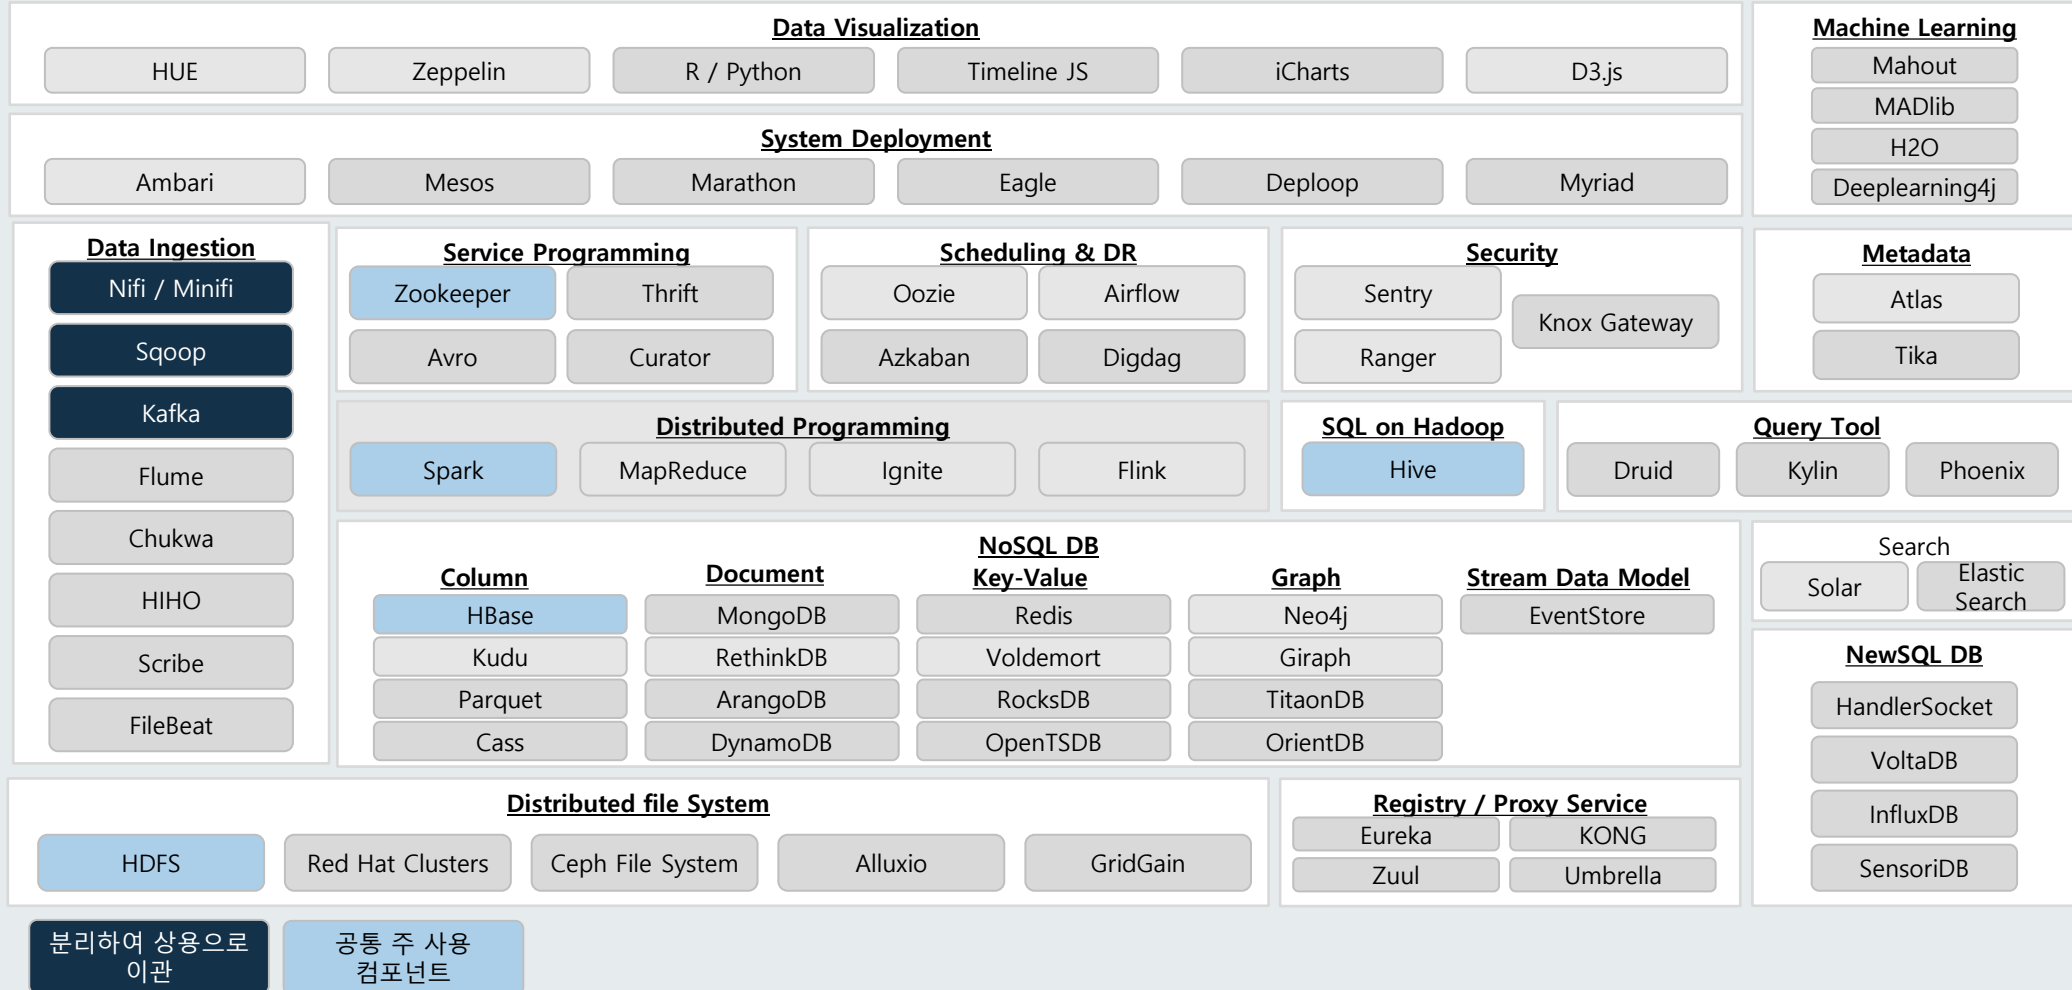 Data Visualization
HUE
Zeppelin
R / Python
Timeline JS
iCharts
D3.js
Machine Learning
Mahout
MADlib
H2O
Deeplearning4j
System Deployment
Ambari
Mesos
Marathon
Eagle
Deploop
Myriad
Data Ingestion
Nifi / Minifi
Sqoop
Kafka
Flume
Chukwa
HIHO
Scribe
FileBeat
Service Programming
Zookeeper
Thrift
Avro
Curator
Scheduling & DR
Oozie
Airflow
Azkaban
Digdag
Security
Sentry
Knox Gateway
Ranger
Metadata
Atlas
Tika
Distributed Programming
Spark
MapReduce
Ignite
Flink
SQL on Hadoop
Hive
Query Tool
Druid
Kylin
Phoenix
NoSQL DB
Column
HBase
Kudu
Parquet
Cass
Document
MongoDB
RethinkDB
ArangoDB
DynamoDB
Key-Value
Redis
Voldemort
RocksDB
OpenTSDB
Graph
Neo4j
Giraph
TitaonDB
OrientDB
Stream Data Model
EventStore
Search
Solar
Elastic
Search
NewSQL DB
HandlerSocket
VoltaDB
InfluxDB
SensoriDB
Distributed file System
HDFS
Red Hat Clusters
Ceph File System
Alluxio
GridGain
Registry / Proxy Service
Eureka
KONG
Zuul
Umbrella
분리하여 상용으로
이관
공통 주 사용
컴포넌트